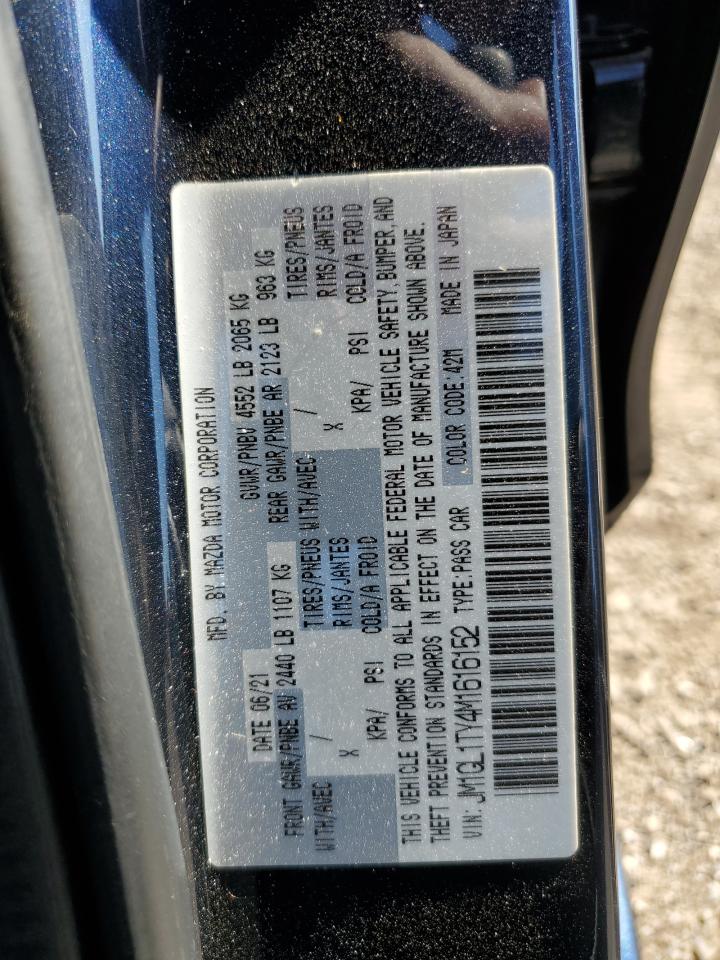 MFD. BY MAZDA MOTOR CORPORATION
DATE 06/21 GVWR/PNBV 4552 LB 2065 KG
FRONT GAWR/PNBE AV 2440 LB 1107 KG REAR GAWR/PNBE AR 2123 LB 963 KG
WITH/AVEC / TIRES/PNEUS WITH/AVEC / TIRES/PNEUS
X RIMS/JANTES X RIMS/JANTES
KPA/ PSI COLD/A FROID KPA/ PSI COLD/A FROID
THIS VEHICLE CONFORMS TO ALL APPLICABLE FEDERAL MOTOR VEHICLE SAFETY, BUMPER, AND
THEFT PREVENTION STANDARDS IN EFFECT ON THE DATE OF MANUFACTURE SHOWN ABOVE.
VIN: JM1GL1TY4M1616152 TYPE:PASS CAR COLOR CODE:42M MADE IN JAPAN